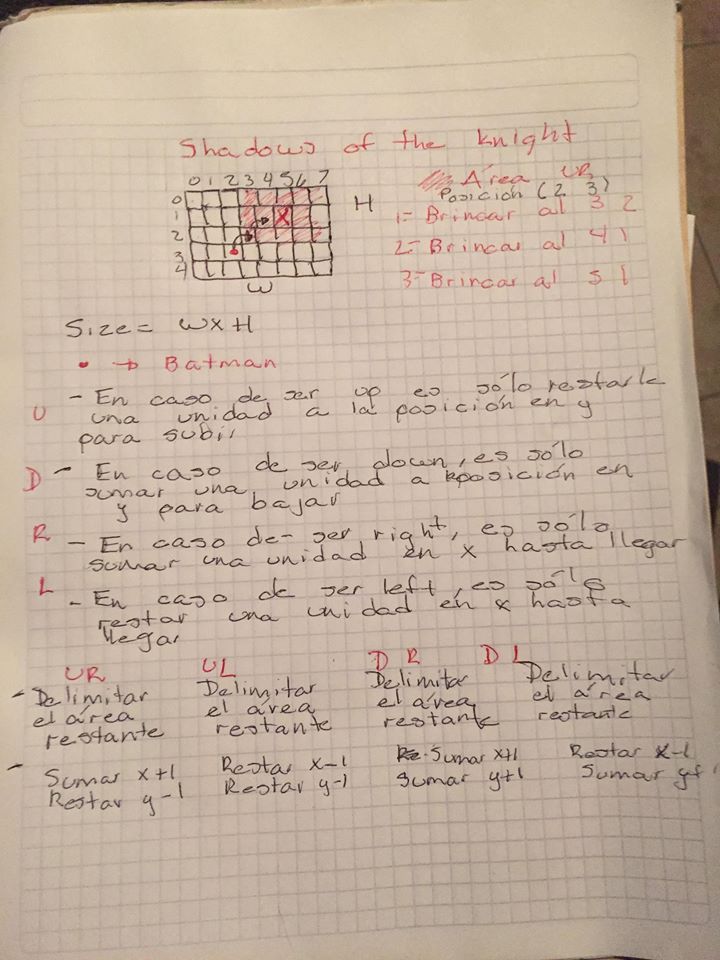 Shadows of the knight
0 1 2 3 4 5 6 7
0
1
2
3
4
X
H
W
Área UR
Posición (2 3)
1- Brincar al 3 2
2- Brincar al 4 1
3- Brincar al 5 1
Size = WXH
• → Batman
U - En caso de ser up es sólo restarle
una unidad a la posición en y
para subir
D - En caso de ser down, es sólo
sumar una unidad a posición en
y para bajar
R - En caso de- ser right, es sólo
sumar una unidad en x hasta llegar
L - En caso de ser left, es sólo
restar una unidad en x hasta
llegar
UR UL D R D L
- Delimitar Delimitar Delimitar Delimitar
el área el área el área el área
restante restante restante restante
- Sumar x+1 Restar x-1 Sumar x+1 Restar x-1
Restar y-1 Restar y-1 Sumar y+1 Sumar y+